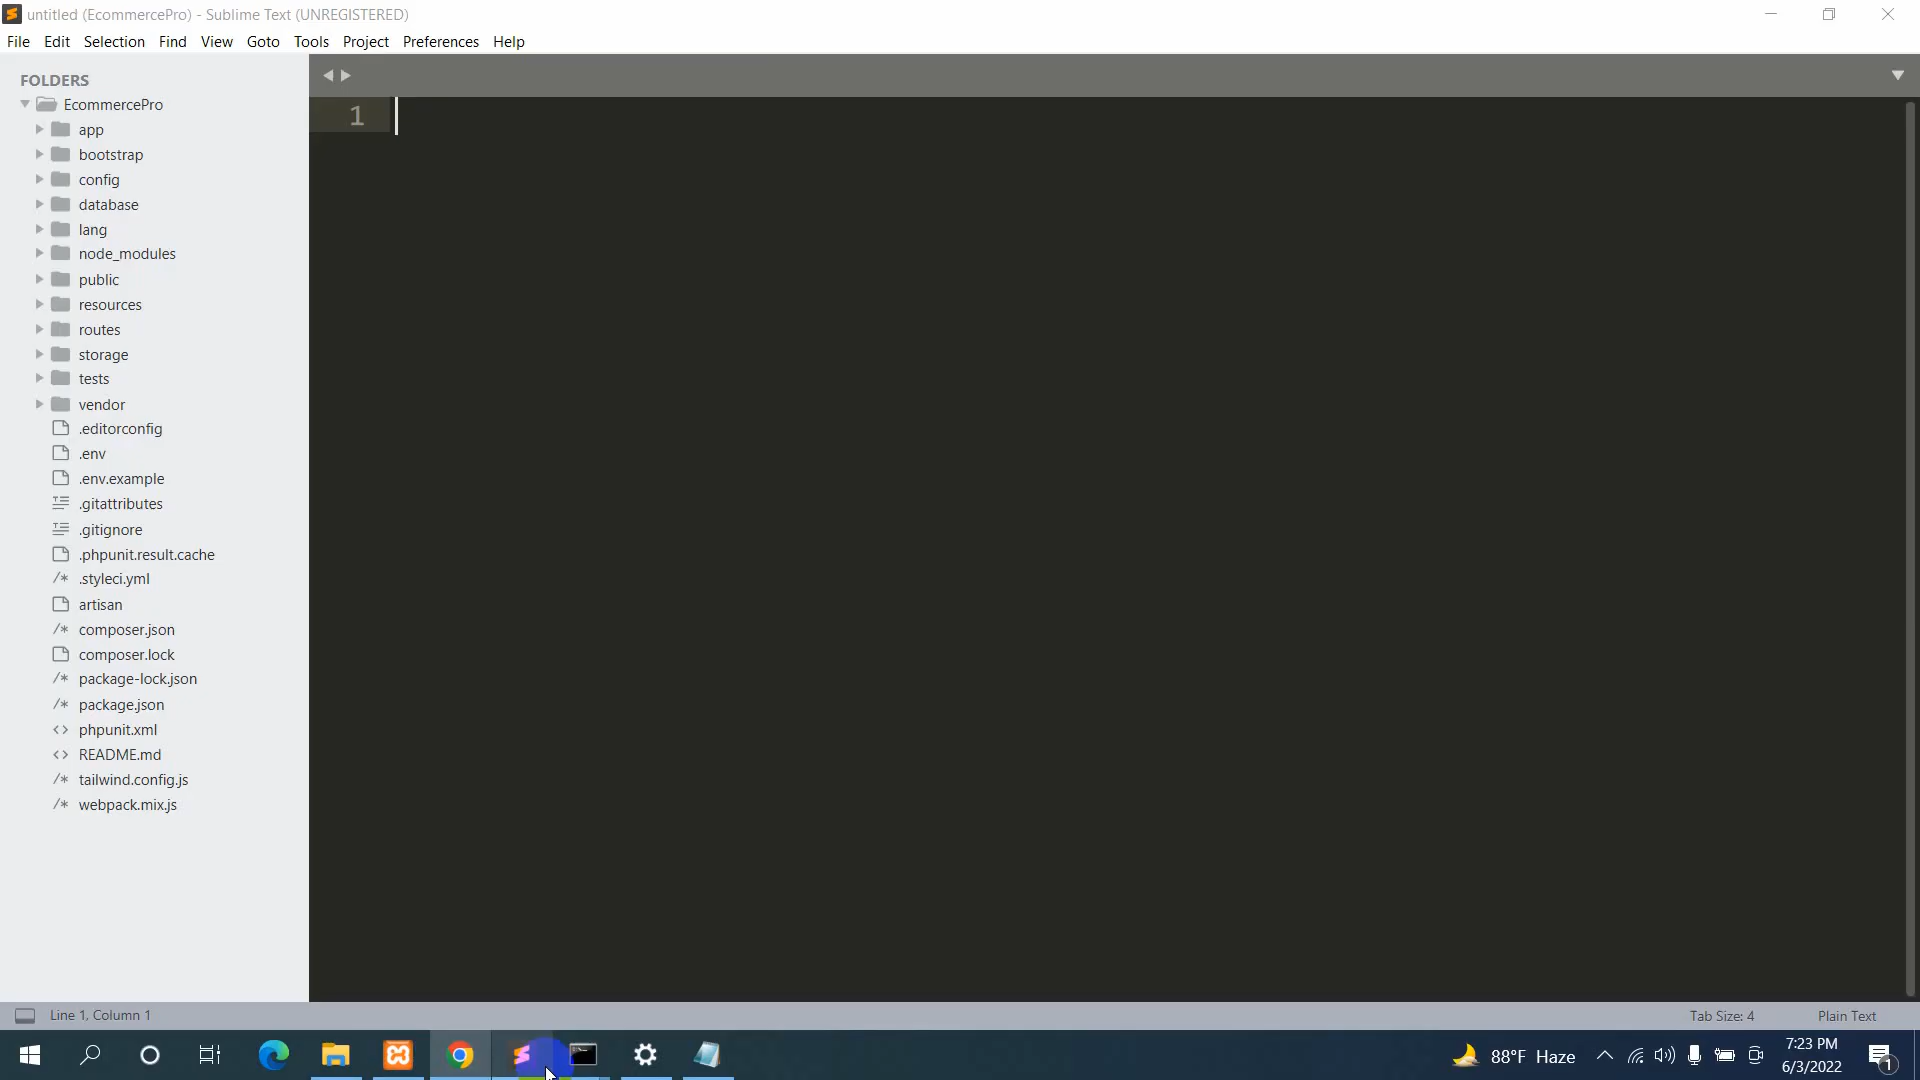 untitled (EcommercePro) - Sublime Text (UNREGISTERED)
File Edit Selection Find View Goto Tools Project Preferences Help
FOLDERS
EcommercePro
app
bootstrap
config
database
lang
node_modules
public
resources
routes
storage
tests
vendor
.editorconfig
.env
.env.example
.gitattributes
.gitignore
.phpunit.result.cache
/* .styleci.yml
artisan
/* composer.json
composer.lock
/* package-lock.json
/* package.json
<> phpunit.xml
<> README.md
/* tailwind.config.js
/* webpack.mix.js
1
Line 1, Column 1
Tab Size: 4
Plain Text
88°F Haze
7:23 PM
6/3/2022
1